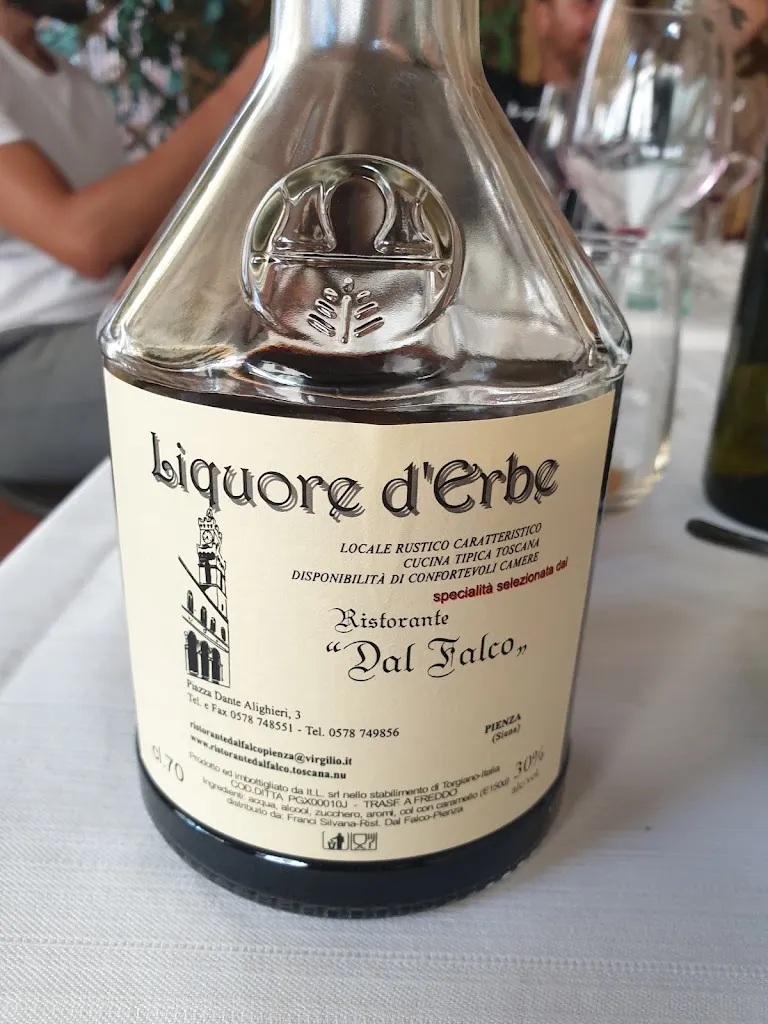 Liquore d'Erbe
LOCALE RUSTICO CARATTERISTICO
CUCINA TIPICA TOSCANA
DISPONIBILITÀ DI CONFORTEVOLI CAMERE
specialità selezionata dal
Ristorante
“Dal Falco„
Piazza Dante Alighieri, 3
Tel. e Fax 0578 748551 - Tel. 0578 749856
PIENZA
(Siena)
ristorantedalfalcopienza@virgilio.it
www.ristorantedalfalco.toscana.nu
cl.70
30%
alcool.
Prodotto ed imbottigliato da I.L.L. srl nello stabilimento di Torgiano-Italia
COD.DITTA PGX00010J - TRASF. A FREDDO
Ingredienti: acqua, alcool, zucchero, aromi, col con caramello (E150d)
distribuito da: Franci Silvana-Rist. Dal Falco-Pienza